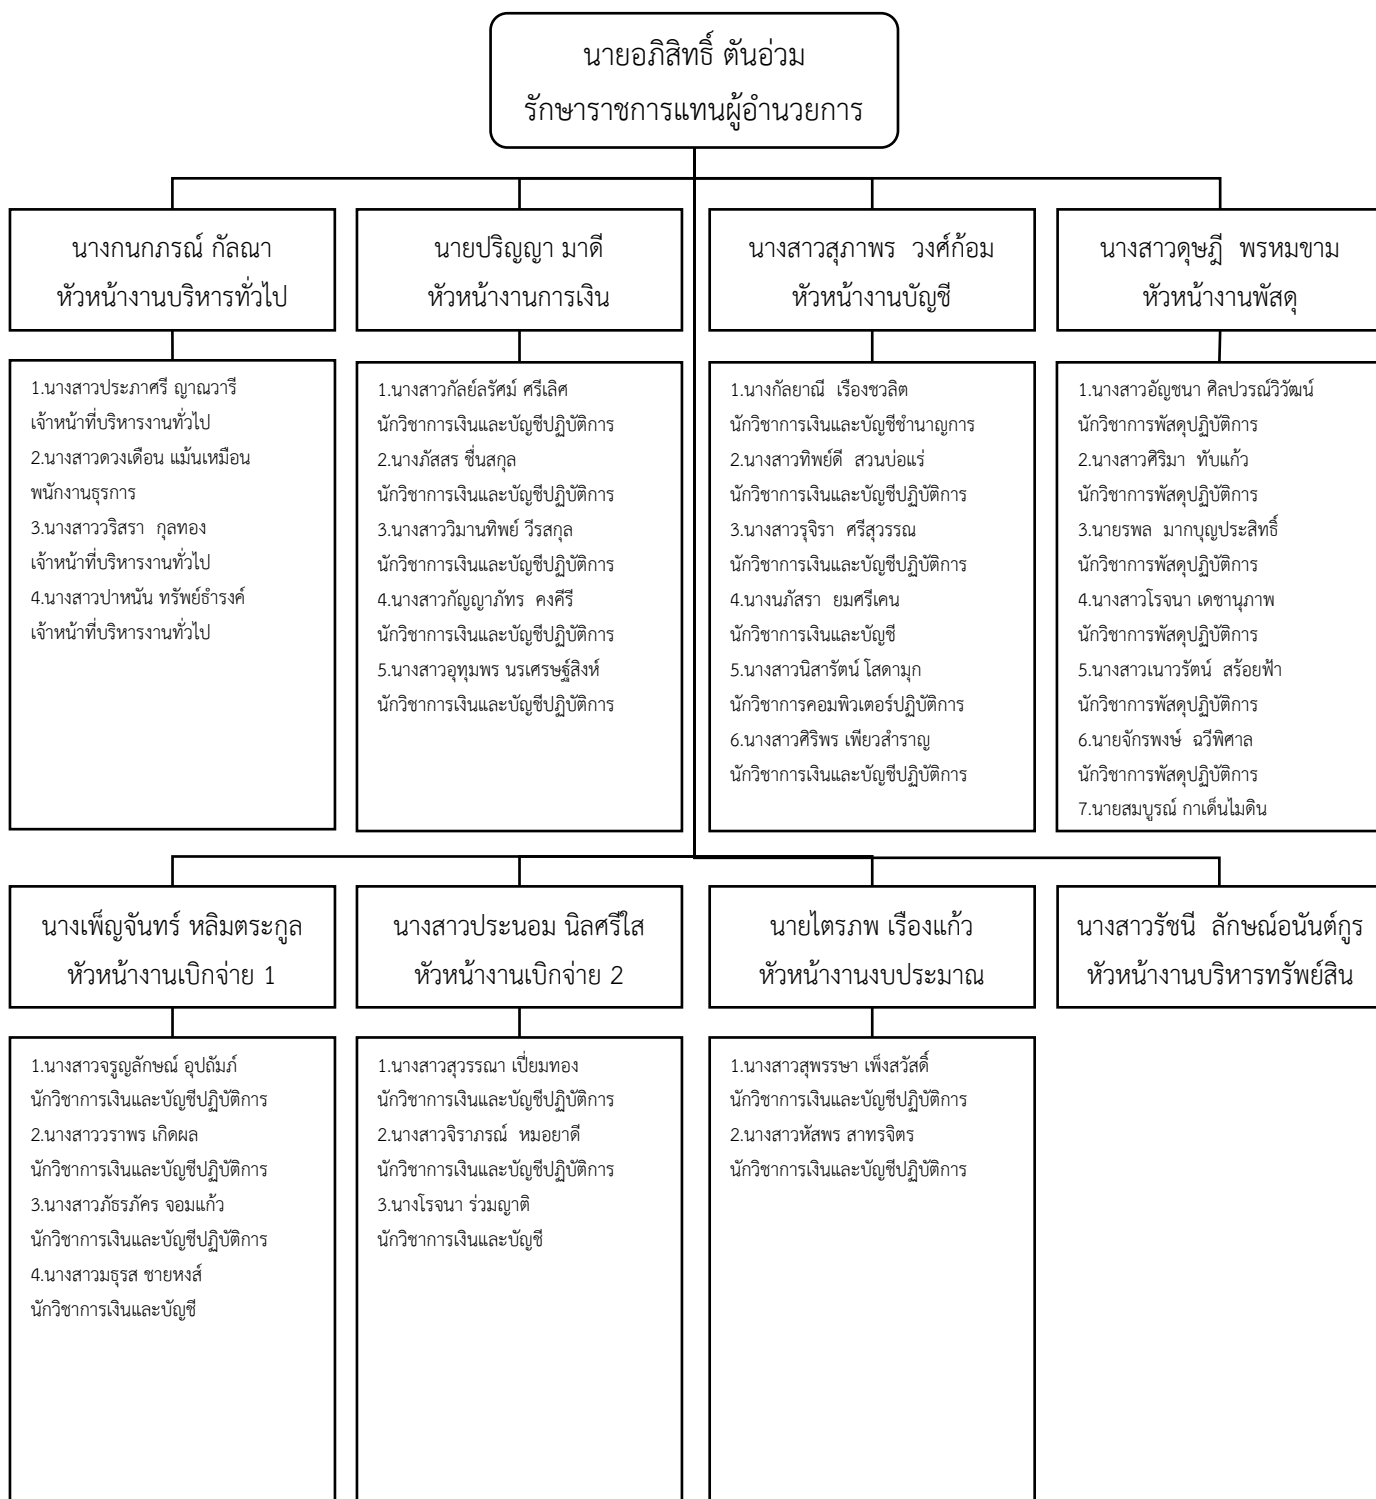 นายอภิสิทธิ์ ตันอ่วม
รักษาราชการแทนผู้อำนวยการ
นางกนกภรณ์ กัลณา
หัวหน้างานบริหารทั่วไป
1.นางสาวประภาศรี ญาณวารี
เจ้าหน้าที่บริหารงานทั่วไป
2.นางสาวดวงเดือน แม้นเหมือน
พนักงานธุรการ
3.นางสาววริสรา กุลทอง
เจ้าหน้าที่บริหารงานทั่วไป
4.นางสาวปาหนัน ทรัพย์ธำรงค์
เจ้าหน้าที่บริหารงานทั่วไป
นายปริญญา มาดี
หัวหน้างานการเงิน
1.นางสาวกัลย์ลรัศม์ ศรีเลิศ
นักวิชาการเงินและบัญชีปฏิบัติการ
2.นางภัสสร ชื่นสกุล
นักวิชาการเงินและบัญชีปฏิบัติการ
3.นางสาววิมานทิพย์ วีรสกุล
นักวิชาการเงินและบัญชีปฏิบัติการ
4.นางสาวกัญญาภัทร คงคีรี
นักวิชาการเงินและบัญชีปฏิบัติการ
5.นางสาวอุทุมพร นรเศรษฐ์สิงห์
นักวิชาการเงินและบัญชีปฏิบัติการ
นางสาวสุภาพร วงศ์ก้อม
หัวหน้างานบัญชี
1.นางกัลยาณี เรืองชวลิต
นักวิชาการเงินและบัญชีชำนาญการ
2.นางสาวทิพย์ดี สวนบ่อแร่
นักวิชาการเงินและบัญชีปฏิบัติการ
3.นางสาวรุจิรา ศรีสุวรรณ
นักวิชาการเงินและบัญชีปฏิบัติการ
4.นางนภัสรา ยมศรีเคน
นักวิชาการเงินและบัญชี
5.นางสาวนิสารัตน์ โสดามุก
นักวิชาการคอมพิวเตอร์ปฏิบัติการ
6.นางสาวศิริพร เพียวสำราญ
นักวิชาการเงินและบัญชีปฏิบัติการ
นางสาวดุษฎี พรหมขาม
หัวหน้างานพัสดุ
1.นางสาวอัญชนา ศิลปวรณ์วิวัฒน์
นักวิชาการพัสดุปฏิบัติการ
2.นางสาวศิริมา ทับแก้ว
นักวิชาการพัสดุปฏิบัติการ
3.นายรพล มากบุญประสิทธิ์
นักวิชาการพัสดุปฏิบัติการ
4.นางสาวโรจนา เดชานุภาพ
นักวิชาการพัสดุปฏิบัติการ
5.นางสาวเนาวรัตน์ สร้อยฟ้า
นักวิชาการพัสดุปฏิบัติการ
6.นายจักรพงษ์ ฉวีพิศาล
นักวิชาการพัสดุปฏิบัติการ
7.นายสมบูรณ์ กาเด็นไมดิน
นางเพ็ญจันทร์ หลิมตระกูล
หัวหน้างานเบิกจ่าย 1
1.นางสาวจรูญลักษณ์ อุปถัมภ์
นักวิชาการเงินและบัญชีปฏิบัติการ
2.นางสาววราพร เกิดผล
นักวิชาการเงินและบัญชีปฏิบัติการ
3.นางสาวภัธรภัคร จอมแก้ว
นักวิชาการเงินและบัญชีปฏิบัติการ
4.นางสาวมธุรส ชายหงส์
นักวิชาการเงินและบัญชี
นางสาวประนอม นิลศรีใส
หัวหน้างานเบิกจ่าย 2
1.นางสาวสุวรรณา เปี่ยมทอง
นักวิชาการเงินและบัญชีปฏิบัติการ
2.นางสาวจิราภรณ์ หมอยาดี
นักวิชาการเงินและบัญชีปฏิบัติการ
3.นางโรจนา ร่วมญาติ
นักวิชาการเงินและบัญชี
นายไตรภพ เรืองแก้ว
หัวหน้างานงบประมาณ
1.นางสาวสุพรรษา เพ็งสวัสดิ์
นักวิชาการเงินและบัญชีปฏิบัติการ
2.นางสาวหัสพร สาทรจิตร
นักวิชาการเงินและบัญชีปฏิบัติการ
นางสาวรัชนี ลักษณ์อนันต์กูร
หัวหน้างานบริหารทรัพย์สิน